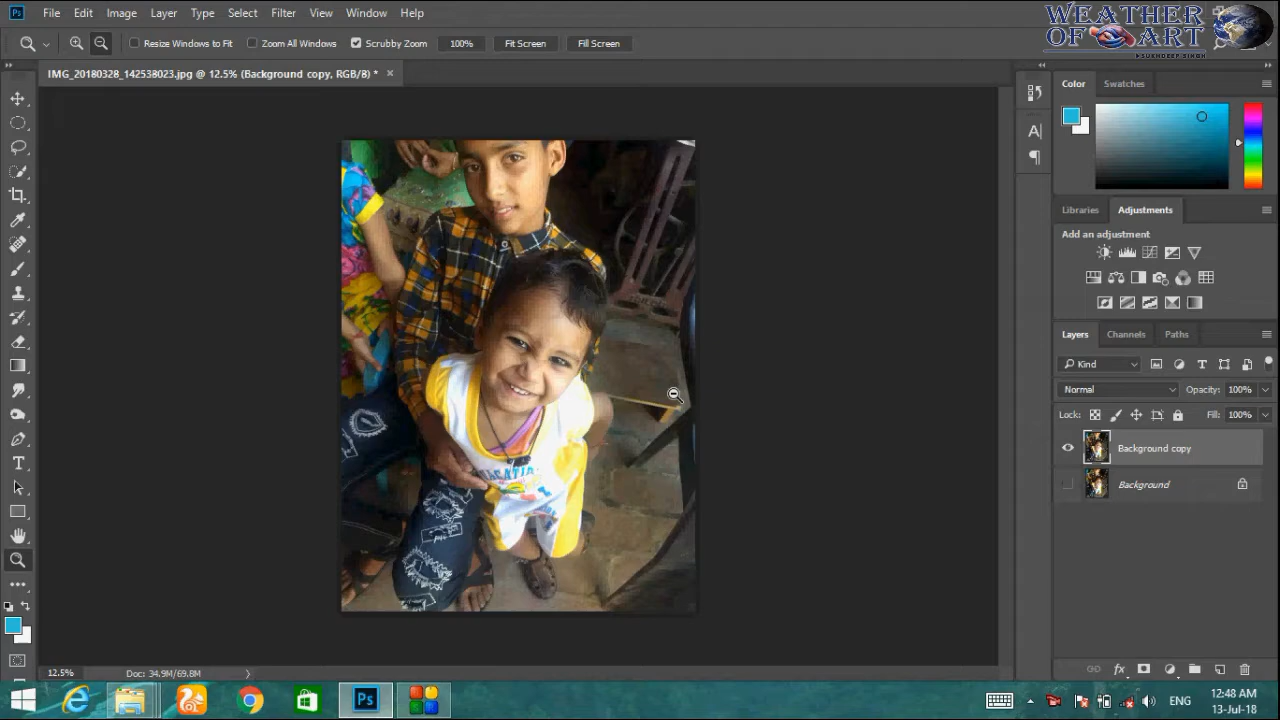 File Edit Image Layer Type Select Filter View Window Help
WEATHER OF ART
SUKHDEEP SINGH
Resize Windows to Fit Zoom All Windows Scrubby Zoom 100% Fit Screen Fill Screen
IMG_20180328_142538023.jpg @ 12.5% (Background copy, RGB/8) *
Color Swatches
Libraries Adjustments
Add an adjustment
Layers Channels Paths
Kind
Normal Opacity: 100%
Lock: Fill: 100%
Background copy
Background
12.5% Doc: 34.9M/69.8M
ENG
12:48 AM
13-Jul-18